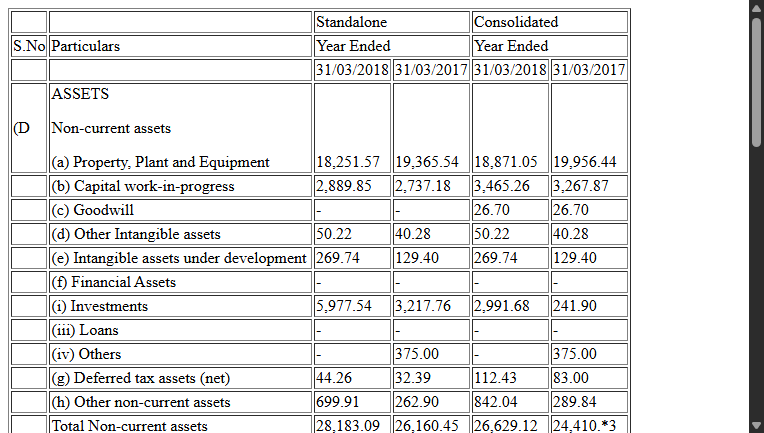 Standalone Consolidated
S.No Particulars Year Ended Year Ended
31/03/2018 31/03/2017 31/03/2018 31/03/2017
ASSETS
(D Non-current assets
(a) Property, Plant and Equipment 18,251.57 19,365.54 18,871.05 19,956.44
(b) Capital work-in-progress 2,889.85 2,737.18 3,465.26 3,267.87
(c) Goodwill - - 26.70 26.70
(d) Other Intangible assets 50.22 40.28 50.22 40.28
(e) Intangible assets under development 269.74 129.40 269.74 129.40
(f) Financial Assets - - - -
(i) Investments 5,977.54 3,217.76 2,991.68 241.90
(iii) Loans - - - -
(iv) Others - 375.00 - 375.00
(g) Deferred tax assets (net) 44.26 32.39 112.43 83.00
(h) Other non-current assets 699.91 262.90 842.04 289.84
Total Non-current assets 28,183.09 26,160.45 26,629.12 24,410.*3